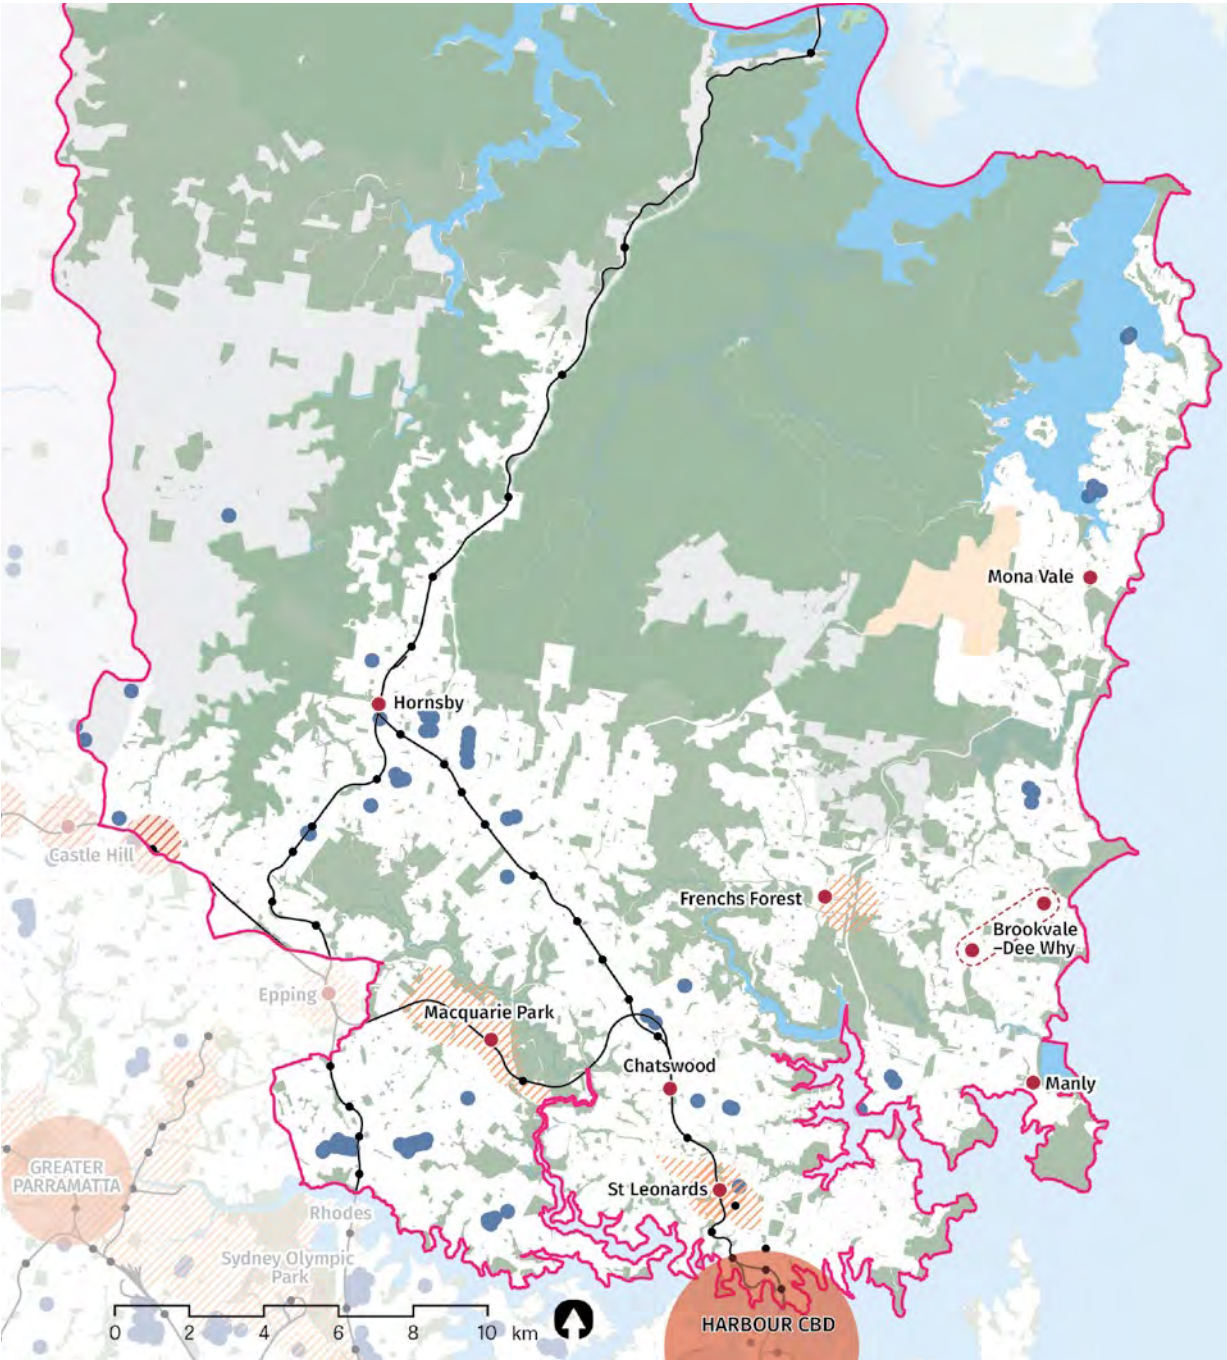 Mona Vale
Hornsby
Castle Hill
Frenchs Forest
Brookvale
–Dee Why
Epping
Macquarie Park
Chatswood
Manly
GREATER
PARRAMATTA
St Leonards
Rhodes
Sydney Olympic
Park
HARBOUR CBD
0 2 4 6 8 10 km